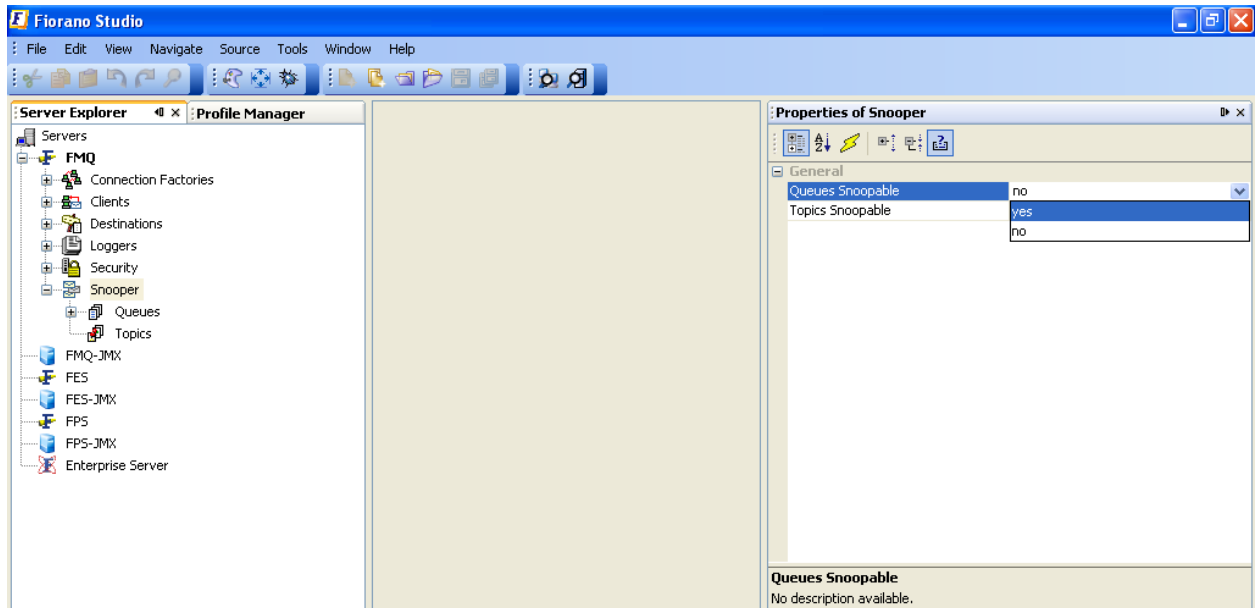 Fiorano Studio
File Edit View Navigate Source Tools Window Help
Server Explorer
Profile Manager
Servers
FMQ
Connection Factories
Clients
Destinations
Loggers
Security
Snooper
Queues
Topics
FMQ-JMX
FES
FES-JMX
FPS
FPS-JMX
Enterprise Server
Properties of Snooper
General
Queues Snoopable no
Topics Snoopable yes
no
Queues Snoopable
No description available.